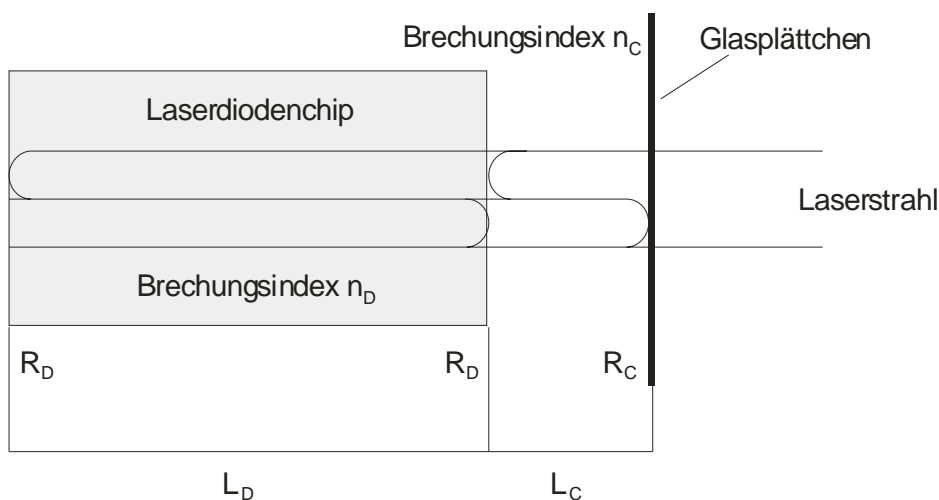 Brechungsindex n_C
Glasplättchen
Laserdiodenchip
Laserstrahl
Brechungsindex n_D
R_D R_D R_C
L_D L_C